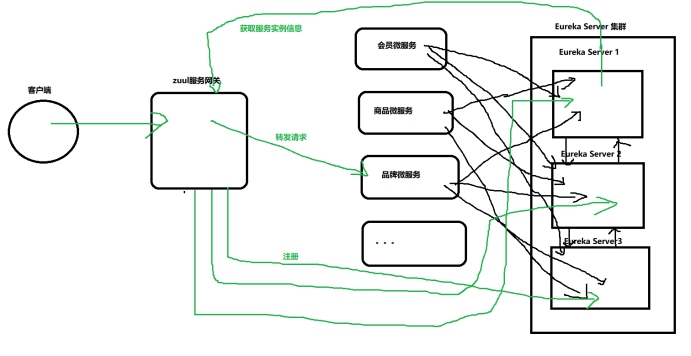 获取服务实例信息
Eureka Server 集群
会员微服务
Eureka Server 1
zuul服务网关
客户端
商品微服务
转发请求
Eureka Server 2
品牌微服务
...
Eureka Server3
注册